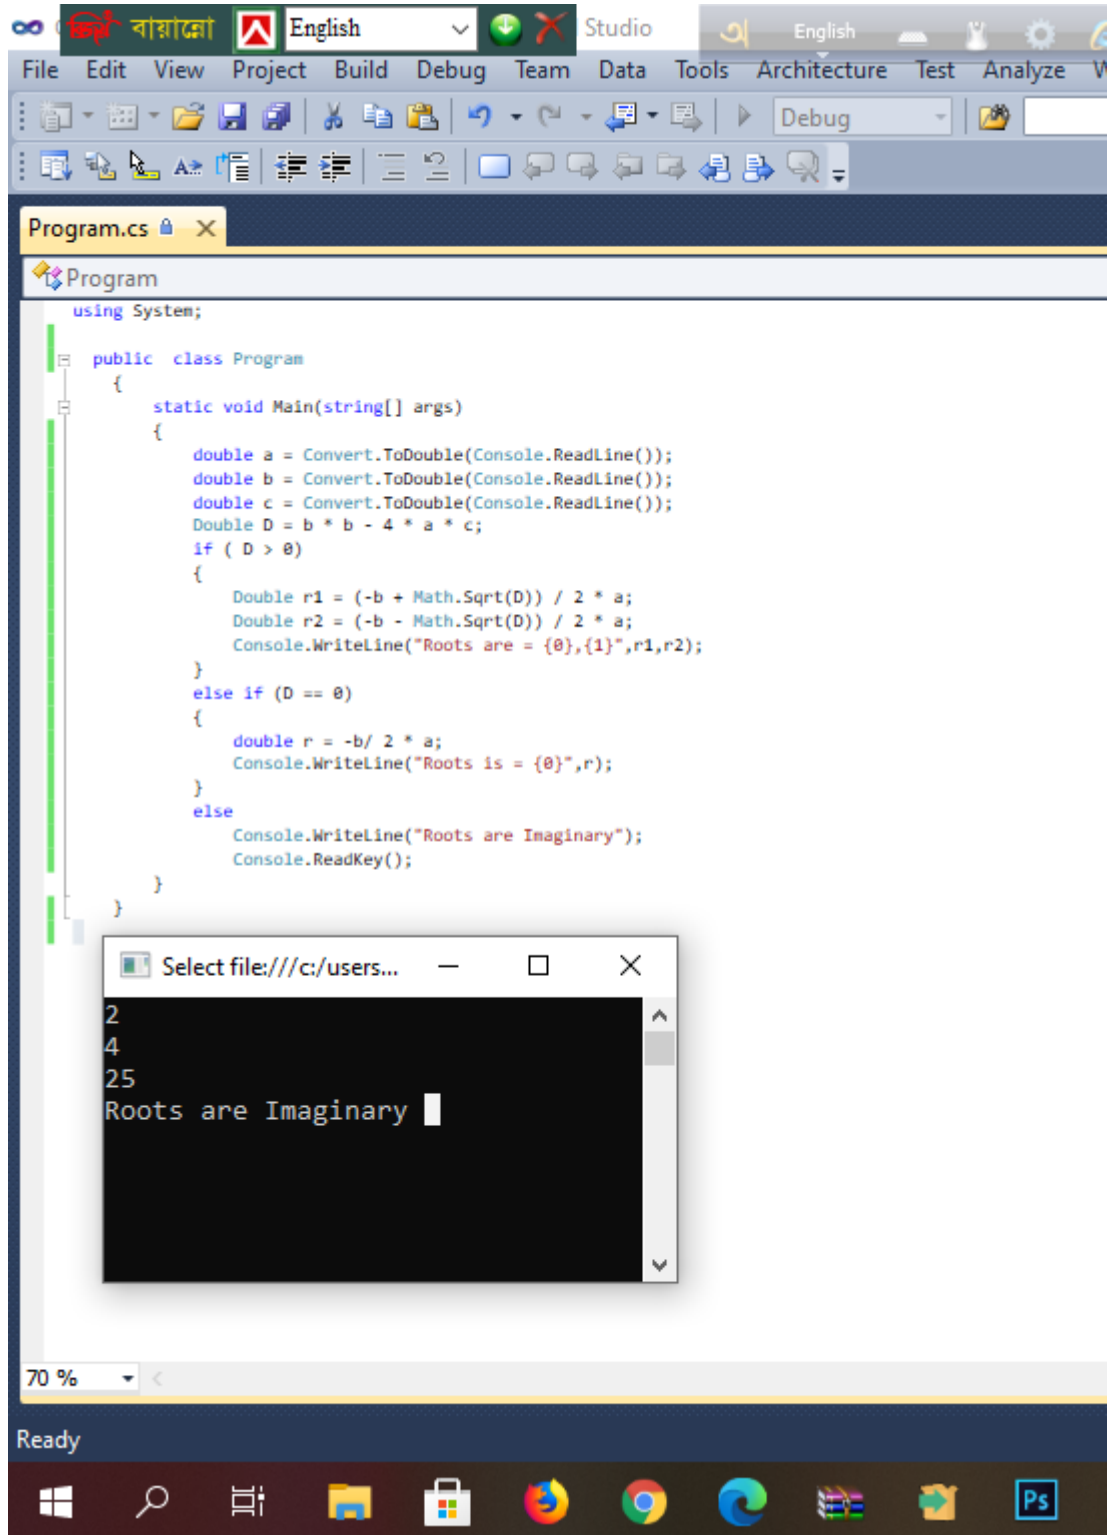 বায়ান্নো English Studio English
File Edit View Project Build Debug Team Data Tools Architecture Test Analyze
Debug
Program.cs
Program
using System;
public class Program
{
static void Main(string[] args)
{
double a = Convert.ToDouble(Console.ReadLine());
double b = Convert.ToDouble(Console.ReadLine());
double c = Convert.ToDouble(Console.ReadLine());
Double D = b * b - 4 * a * c;
if ( D > 0)
{
Double r1 = (-b + Math.Sqrt(D)) / 2 * a;
Double r2 = (-b - Math.Sqrt(D)) / 2 * a;
Console.WriteLine("Roots are = {0},{1}",r1,r2);
}
else if (D == 0)
{
double r = -b/ 2 * a;
Console.WriteLine("Roots is = {0}",r);
}
else
Console.WriteLine("Roots are Imaginary");
Console.ReadKey();
}
}
Select file:///c:/users...
2
4
25
Roots are Imaginary
70 %
Ready
Ps